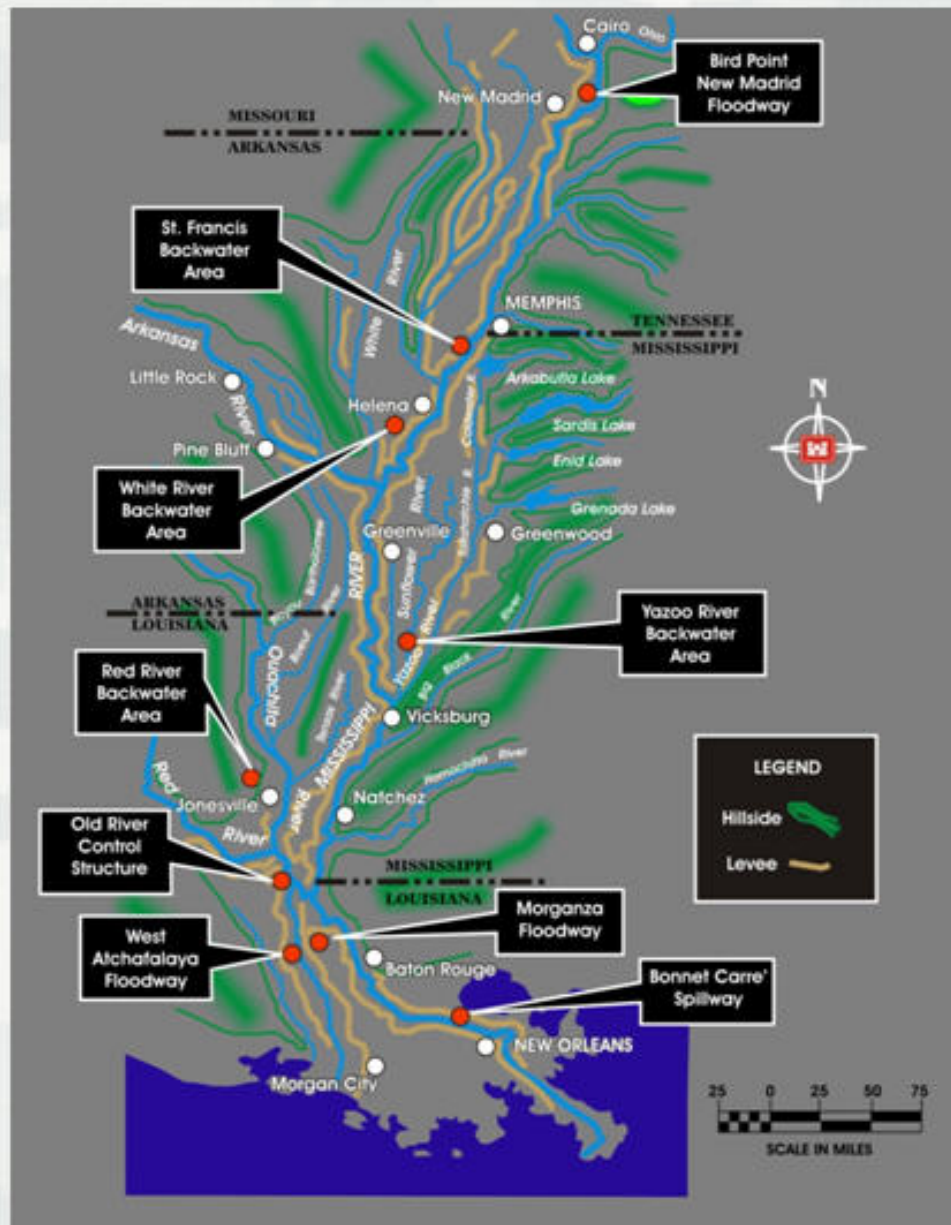 Cairo
Ohio
Bird Point
New Madrid
Floodway
New Madrid
MISSOURI
ARKANSAS
St. Francis
Backwater
Area
White
River
MEMPHIS
TENNESSEE
MISSISSIPPI
Arkansas
River
Little Rock
Arkabutla Lake
Helena
Coldwater R.
Sardis Lake
Pine Bluff
Enid Lake
White River
Backwater
Area
River
Grenada Lake
Greenville
Greenwood
RIVER
Sunflower
Bartholomew
River
ARKANSAS
LOUISIANA
Yazoo River
Backwater
Area
Yazoo
River
Big Black
River
Ouachita
Red River
Backwater
Area
Tensas River
MISSISSIPPI
Vicksburg
N
LEGEND
Hillside
Levee
Homochitto River
Red
River
Jonesville
River
Natchez
Old River
Control
Structure
MISSISSIPPI
LOUISIANA
Morganza
Floodway
West
Atchafalaya
Floodway
Baton Rouge
Bonnet Carre'
Spillway
NEW ORLEANS
Morgan City
25 0 25 50 75
SCALE IN MILES